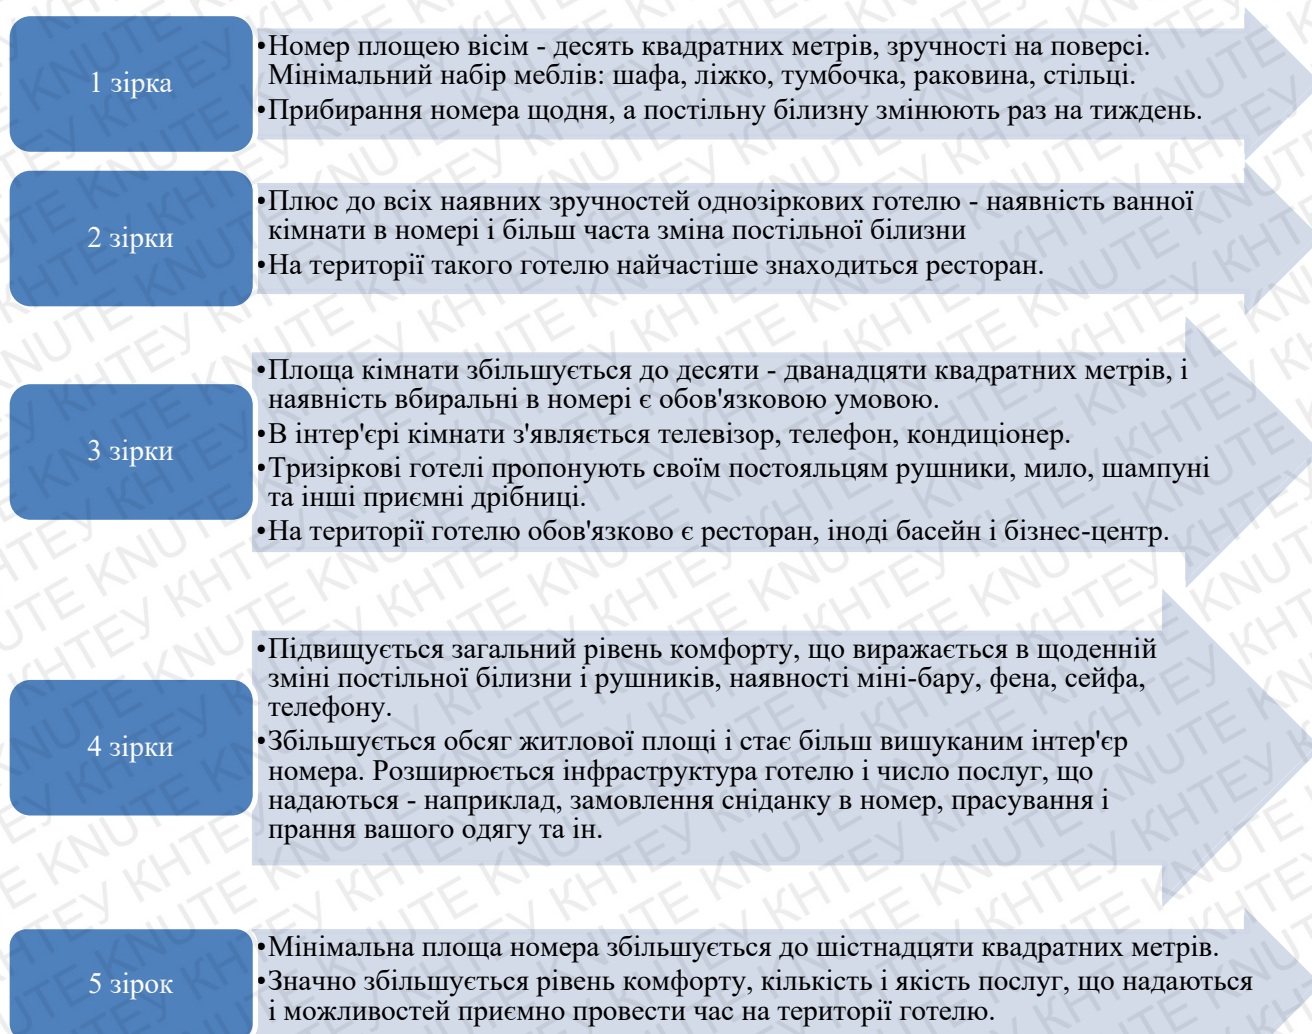 1 зірка
•Номер площею вісім - десять квадратних метрів, зручності на поверсі.
Мінімальний набір меблів: шафа, ліжко, тумбочка, раковина, стільці.
•Прибирання номера щодня, а постільну білизну змінюють раз на тиждень.
2 зірки
•Плюс до всіх наявних зручностей однозіркових готелю - наявність ванної
кімнати в номері і більш часта зміна постільної білизни
•На території такого готелю найчастіше знаходиться ресторан.
3 зірки
•Площа кімнати збільшується до десяти - дванадцяти квадратних метрів, і
наявність вбиральні в номері є обов'язковою умовою.
•В інтер'єрі кімнати з'являється телевізор, телефон, кондиціонер.
•Тризіркові готелі пропонують своїм постояльцям рушники, мило, шампуні
та інші приємні дрібниці.
•На території готелю обов'язково є ресторан, іноді басейн і бізнес-центр.
4 зірки
•Підвищується загальний рівень комфорту, що виражається в щоденній
зміні постільної білизни і рушників, наявності міні-бару, фена, сейфа,
телефону.
•Збільшується обсяг житлової площі і стає більш вишуканим інтер'єр
номера. Розширюється інфраструктура готелю і число послуг, що
надаються - наприклад, замовлення сніданку в номер, прасування і
прання вашого одягу та ін.
5 зірок
•Мінімальна площа номера збільшується до шістнадцяти квадратних метрів.
•Значно збільшується рівень комфорту, кількість і якість послуг, що надаються
і можливостей приємно провести час на території готелю.